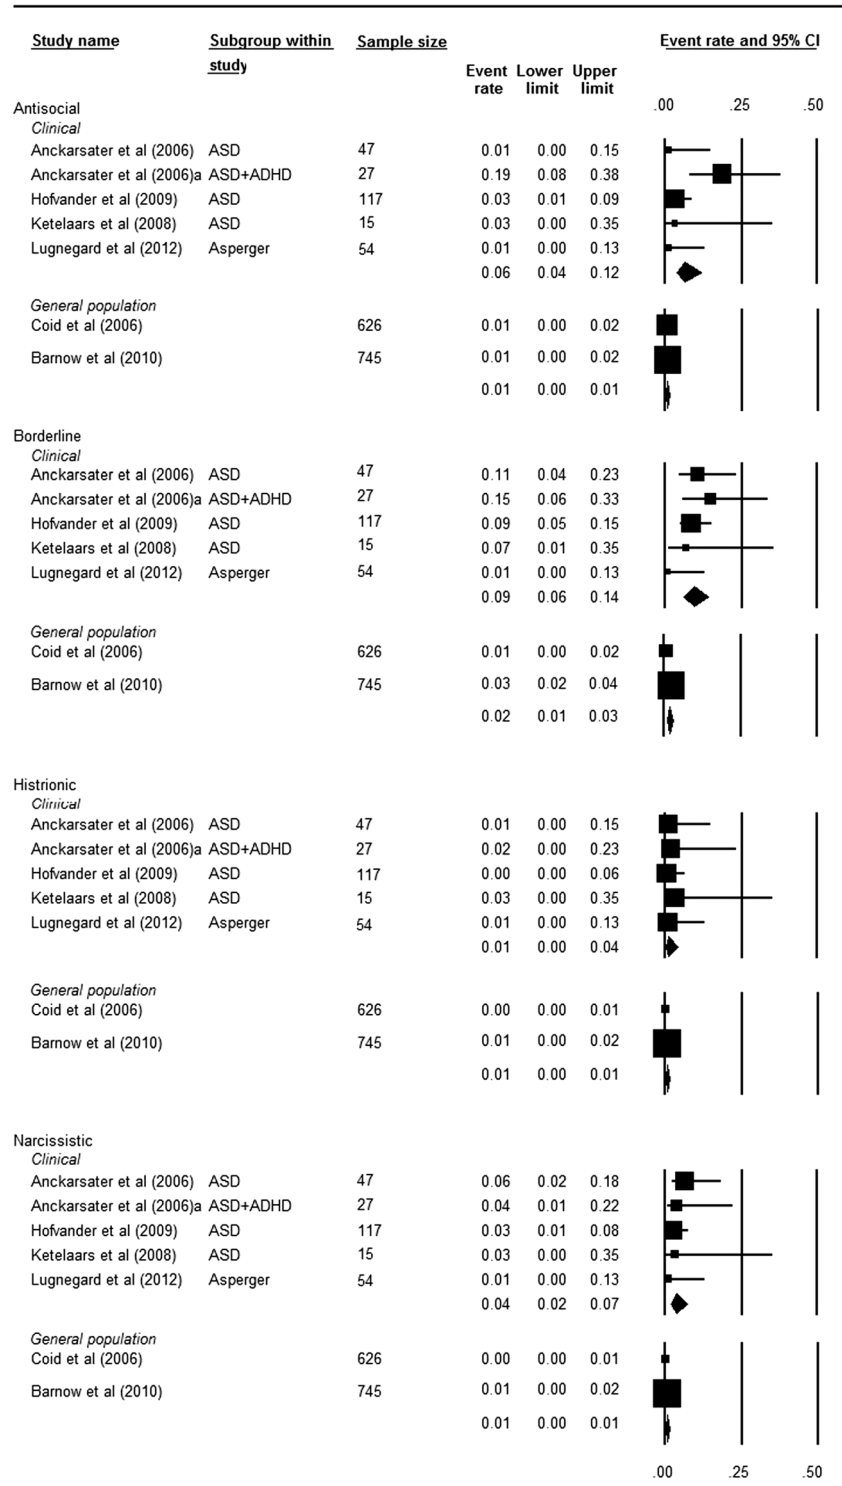 Study name Subgroup within study Sample size Event rate and 95% CI
Event rate Lower limit Upper limit
.00 .25 .50
Antisocial
Clinical
Anckarsater et al (2006) ASD 47 0.01 0.00 0.15
Anckarsater et al (2006)a ASD+ADHD 27 0.19 0.08 0.38
Hofvander et al (2009) ASD 117 0.03 0.01 0.09
Ketelaars et al (2008) ASD 15 0.03 0.00 0.35
Lugnegard et al (2012) Asperger 54 0.01 0.00 0.13
0.06 0.04 0.12
General population
Coid et al (2006) 626 0.01 0.00 0.02
Barnow et al (2010) 745 0.01 0.00 0.02
0.01 0.00 0.01
Borderline
Clinical
Anckarsater et al (2006) ASD 47 0.11 0.04 0.23
Anckarsater et al (2006)a ASD+ADHD 27 0.15 0.06 0.33
Hofvander et al (2009) ASD 117 0.09 0.05 0.15
Ketelaars et al (2008) ASD 15 0.07 0.01 0.35
Lugnegard et al (2012) Asperger 54 0.01 0.00 0.13
0.09 0.06 0.14
General population
Coid et al (2006) 626 0.01 0.00 0.02
Barnow et al (2010) 745 0.03 0.02 0.04
0.02 0.01 0.03
Histrionic
Clinical
Anckarsater et al (2006) ASD 47 0.01 0.00 0.15
Anckarsater et al (2006)a ASD+ADHD 27 0.02 0.00 0.23
Hofvander et al (2009) ASD 117 0.00 0.00 0.06
Ketelaars et al (2008) ASD 15 0.03 0.00 0.35
Lugnegard et al (2012) Asperger 54 0.01 0.00 0.13
0.01 0.00 0.04
General population
Coid et al (2006) 626 0.00 0.00 0.01
Barnow et al (2010) 745 0.01 0.00 0.02
0.01 0.00 0.01
Narcissistic
Clinical
Anckarsater et al (2006) ASD 47 0.06 0.02 0.18
Anckarsater et al (2006)a ASD+ADHD 27 0.04 0.01 0.22
Hofvander et al (2009) ASD 117 0.03 0.01 0.08
Ketelaars et al (2008) ASD 15 0.03 0.00 0.35
Lugnegard et al (2012) Asperger 54 0.01 0.00 0.13
0.04 0.02 0.07
General population
Coid et al (2006) 626 0.00 0.00 0.01
Barnow et al (2010) 745 0.01 0.00 0.02
0.01 0.00 0.01
.00 .25 .50